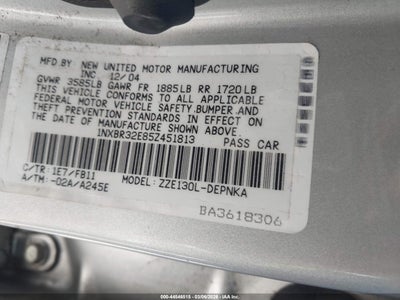 MFD BY NEW UNITED MOTOR MANUFACTURING
INC. 12/04
GVWR 3585LB GAWR FR 1885LB RR 1720LB
THIS VEHICLE CONFORMS TO ALL APPLICABLE
FEDERAL MOTOR VEHICLE SAFETY, BUMPER, AND
THEFT PREVENTION STANDARDS IN EFFECT ON
THE DATE OF MANUFACTURE SHOWN ABOVE.
1NXBR32E85Z451813 PASS CAR
C/TR: 1E7/FB11
A/TM: -02A/A245E
MODEL: ZZE130L-DEPNKA
BA3618306